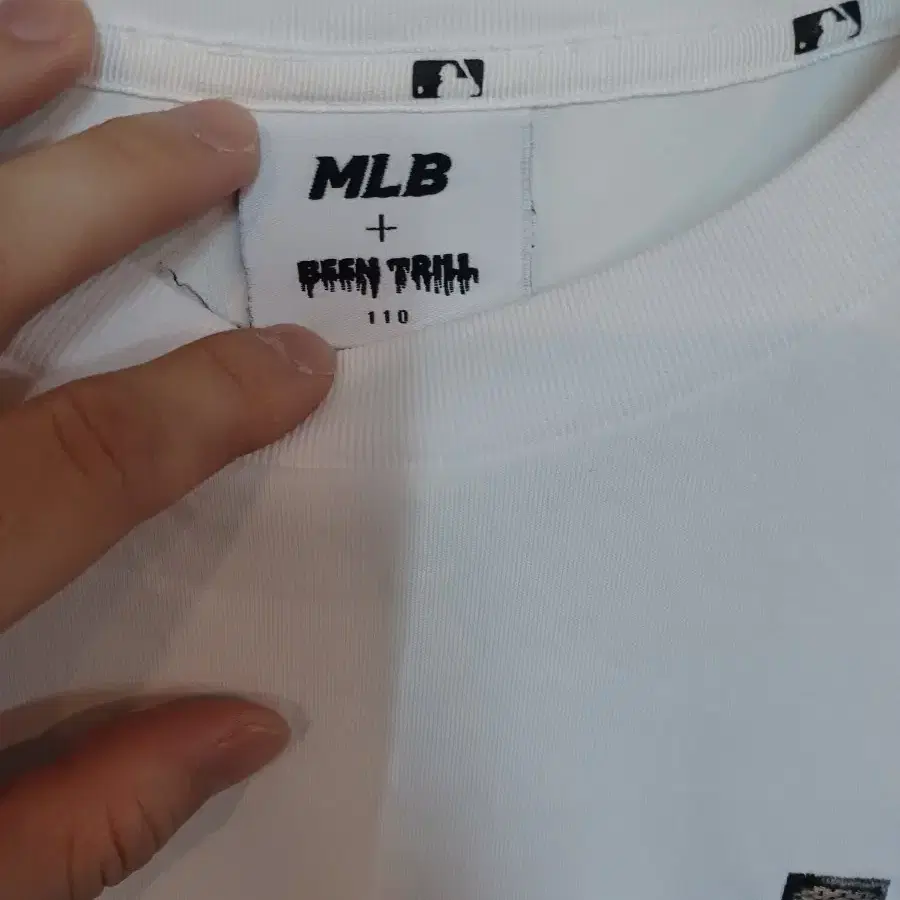 MLB
+
BEEN TRILL
110